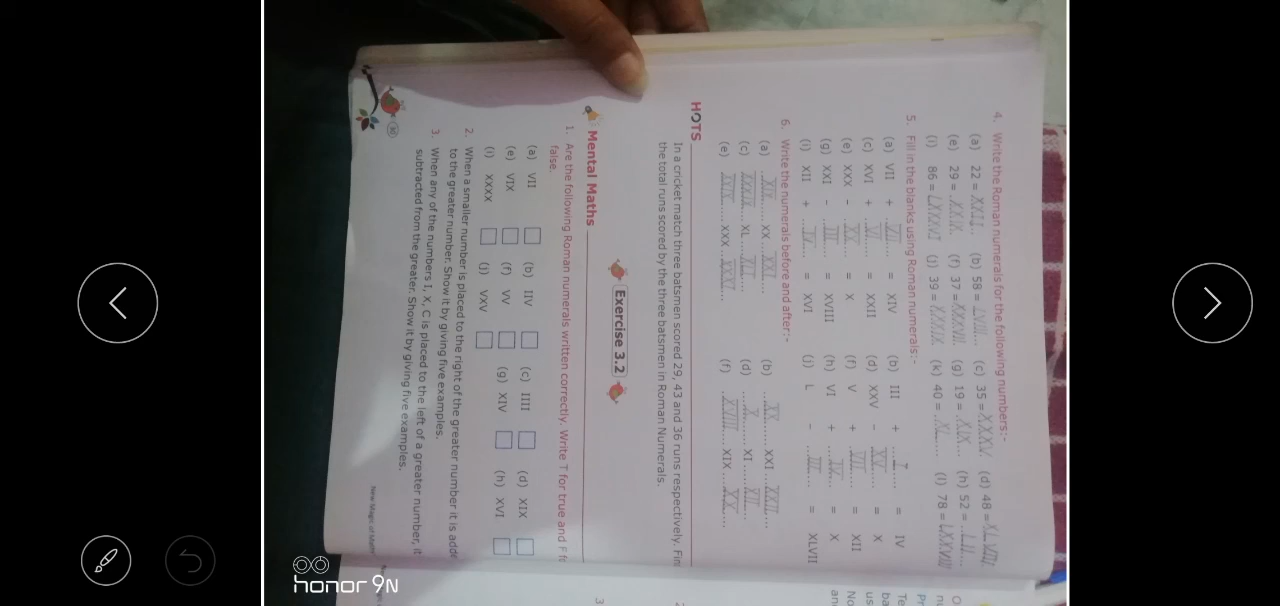 4. Write the Roman numerals for the following numbers:-
(a) 22 = XXII (b) 58 = LVIII (c) 35 = XXXV (d) 48 = XLVIII
(e) 29 = XXIX (f) 37 = XXXVII (g) 19 = XIX (h) 52 = LII
(i) 86 = LXXXVI (j) 39 = XXXIX (k) 40 = XL (l) 78 = LXXVIII
5. Fill in the blanks using Roman numerals:-
(a) VII + VII = XIV (b) III + I = IV
(c) XVI + VI = XXII (d) XXV - XV = X
(e) XXX - XX = X (f) V + VII = XII
(g) XXI - III = XVIII (h) VI + IV = X
(i) XII + IV = XVI (j) L - III = XLVII
6. Write the numerals before and after:-
(a) XIX XX XXI (b) XX XXI XXII
(c) XXXIX XL XLI (d) X XI XII
(e) XXIX XXX XXXI (f) XVIII XIX XX
HOTS
In a cricket match three batsmen scored 29, 43 and 36 runs respectively. Fin
the total runs scored by the three batsmen in Roman Numerals.
Exercise 3.2
Mental Maths
1. Are the following Roman numerals written correctly. Write T for true and F f
false.
(a) VII (b) IIV (c) IIII (d) XIX
(e) VIX (f) VV (g) XIV (h) XVI
(i) XXXX (j) VXV
2. When a smaller number is placed to the right of the greater number it is adde
to the greater number. Show it by giving five examples.
3. When any of the numbers I, X, C is placed to the left of a greater number, it
subtracted from the greater. Show it by giving five examples.
30
New Magic of Math
honor 9N